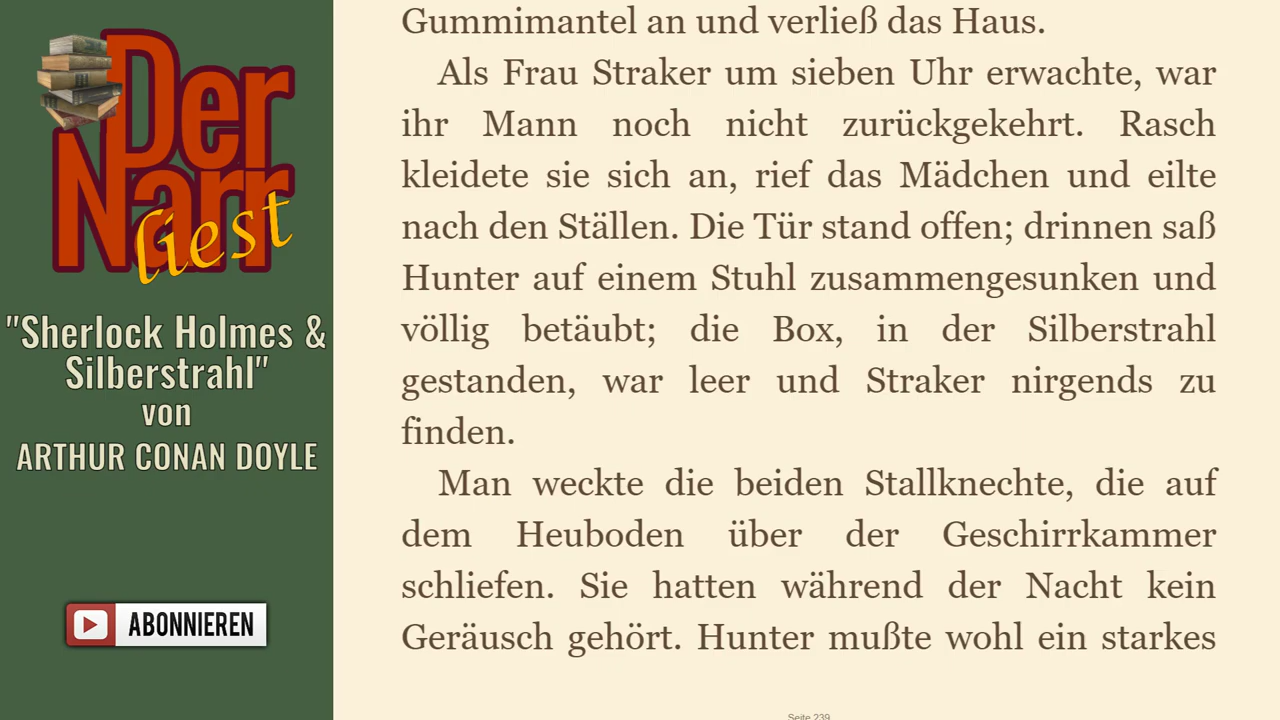 Der
Narr
liest
"Sherlock Holmes &
Silberstrahl"
von
ARTHUR CONAN DOYLE
ABONNIEREN
Gummimantel an und verließ das Haus.
Als Frau Straker um sieben Uhr erwachte, war
ihr Mann noch nicht zurückgekehrt. Rasch
kleidete sie sich an, rief das Mädchen und eilte
nach den Ställen. Die Tür stand offen; drinnen saß
Hunter auf einem Stuhl zusammengesunken und
völlig betäubt; die Box, in der Silberstrahl
gestanden, war leer und Straker nirgends zu
finden.
Man weckte die beiden Stallknechte, die auf
dem Heuboden über der Geschirrkammer
schliefen. Sie hatten während der Nacht kein
Geräusch gehört. Hunter mußte wohl ein starkes
Seite 239